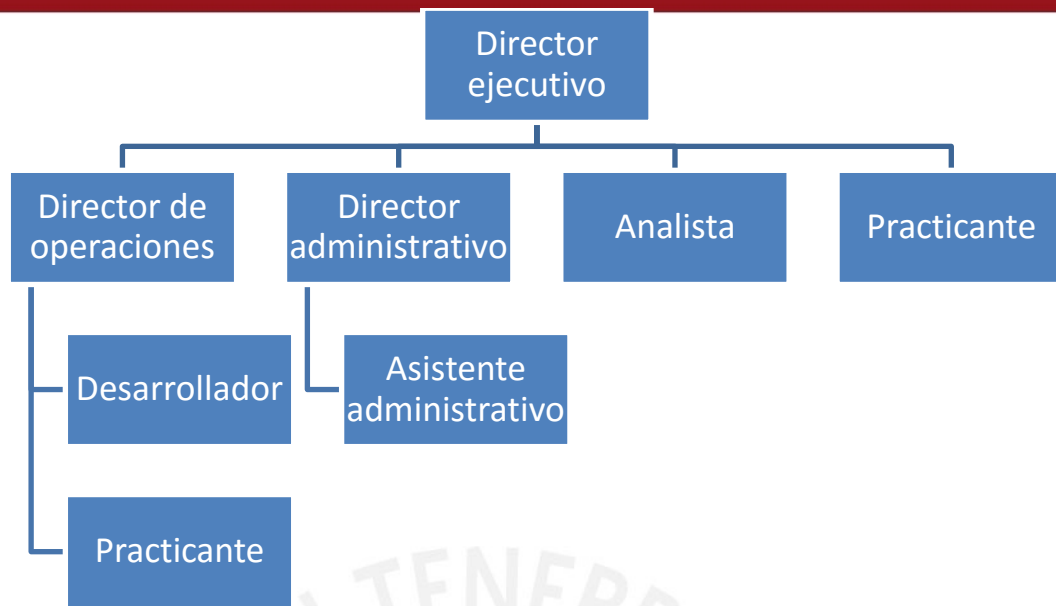 Director
ejecutivo
Director de
operaciones
Director
administrativo
Analista
Practicante
Desarrollador
Asistente
administrativo
Practicante